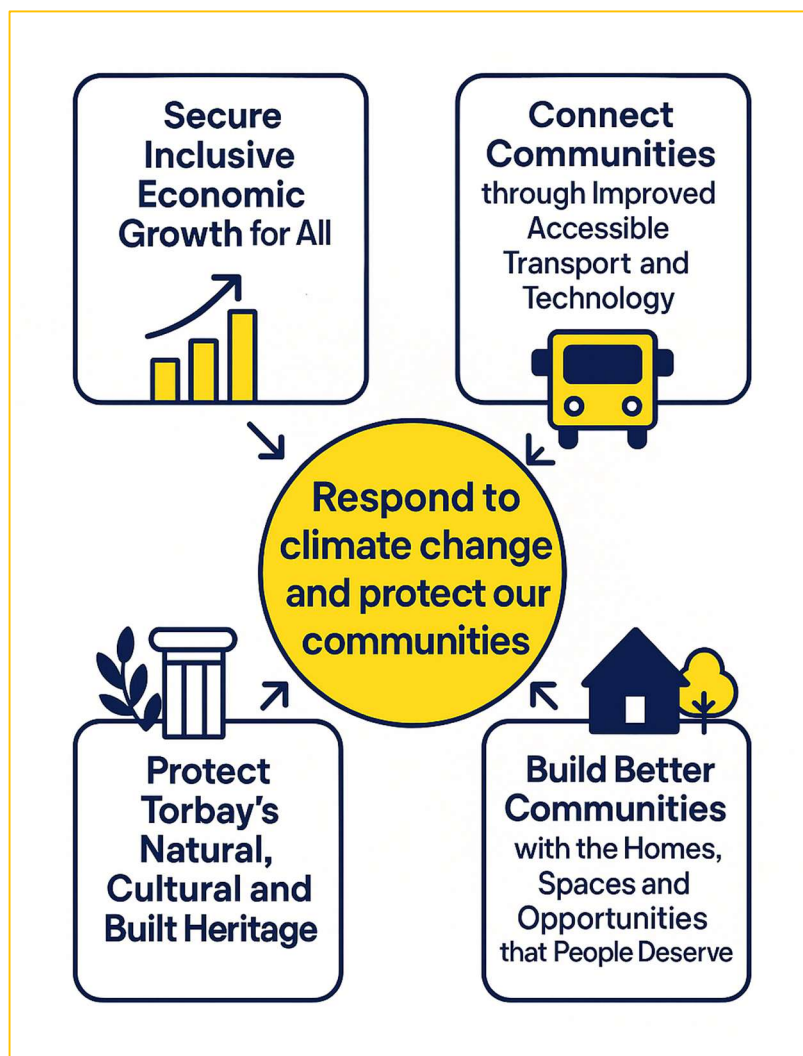 Secure
Inclusive
Economic
Growth for All
Connect
Communities
through Improved
Accessible
Transport and
Technology
Respond to
climate change
and protect our
communities
Protect
Torbay's
Natural,
Cultural and
Built Heritage
Build Better
Communities
with the Homes,
Spaces and
Opportunities
that People Deserve